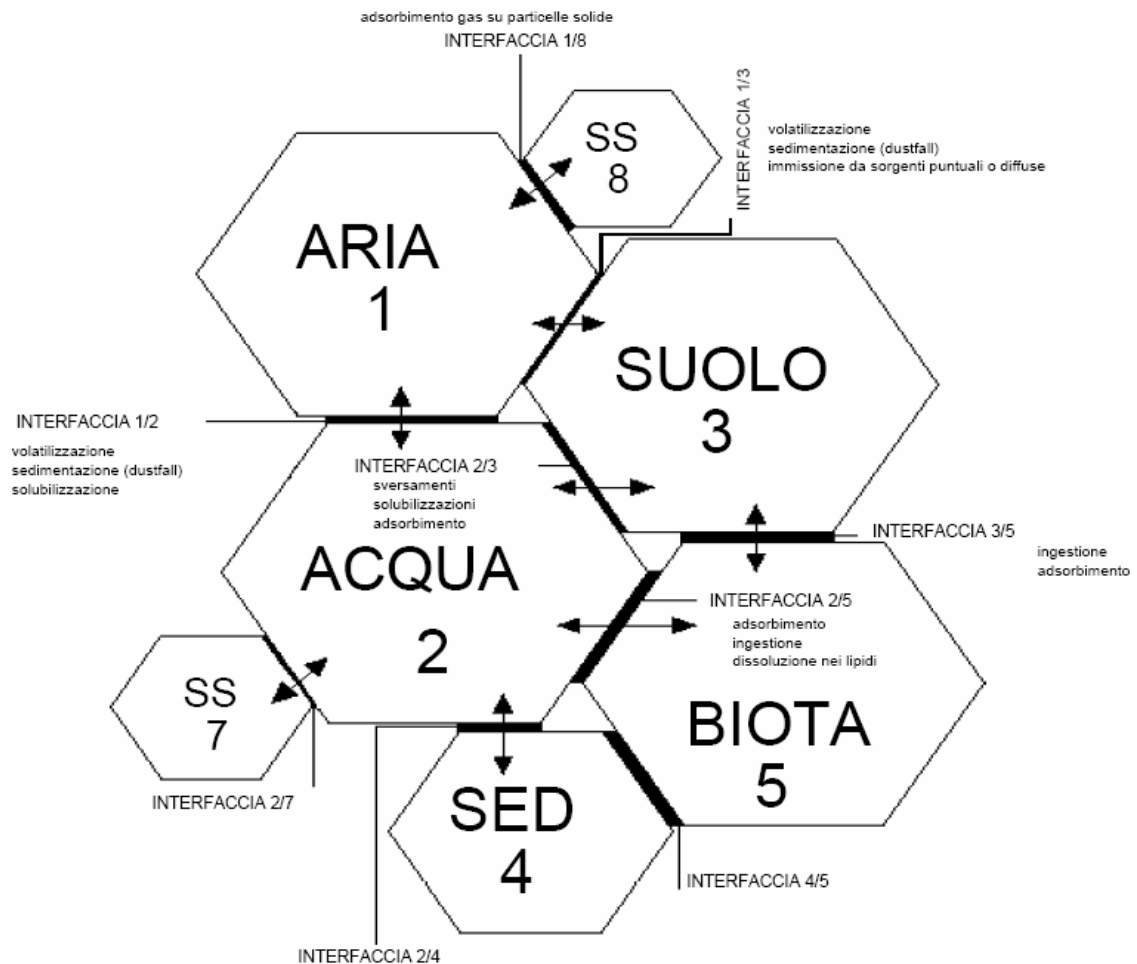 adsorbimento gas su particelle solide
INTERFACCIA 1/8
INTERFACCIA 1/3
volatilizzazione
sedimentazione (dustfall)
immissione da sorgenti puntuali o diffuse
SS
8
ARIA
1
SUOLO
3
INTERFACCIA 1/2
volatilizzazione
sedimentazione (dustfall)
solubilizzazione
INTERFACCIA 2/3
sversamenti
solubilizzazioni
adsorbimento
ACQUA
2
INTERFACCIA 3/5
ingestione
adsorbimento
INTERFACCIA 2/5
adsorbimento
ingestione
dissoluzione nei lipidi
SS
7
BIOTA
5
INTERFACCIA 2/7
SED
4
INTERFACCIA 4/5
INTERFACCIA 2/4